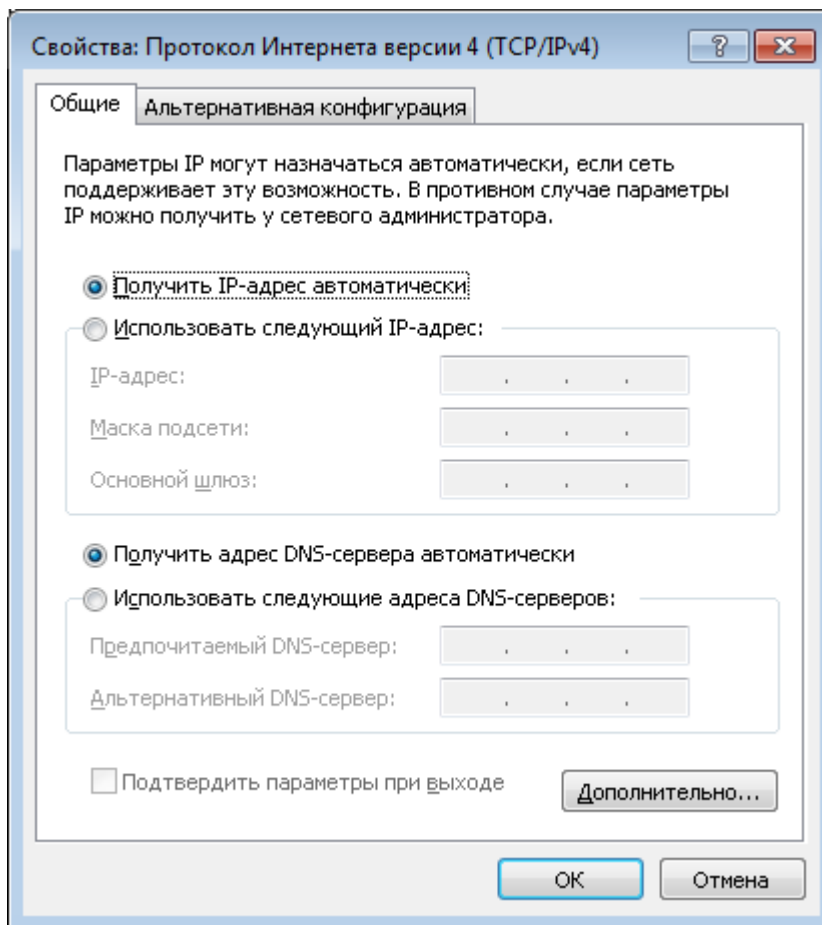 Свойства: Протокол Интернета версии 4 (TCP/IPv4)
Общие
Альтернативная конфигурация
Параметры IP могут назначаться автоматически, если сеть
поддерживает эту возможность. В противном случае параметры
IP можно получить у сетевого администратора.
Получить IP-адрес автоматически
Использовать следующий IP-адрес:
IP-адрес:
Маска подсети:
Основной шлюз:
Получить адрес DNS-сервера автоматически
Использовать следующие адреса DNS-серверов:
Предпочитаемый DNS-сервер:
Альтернативный DNS-сервер:
Подтвердить параметры при выходе
Дополнительно...
ОК
Отмена